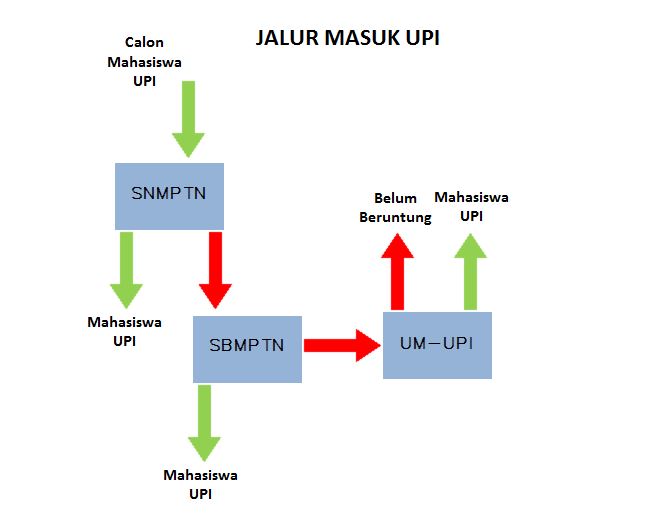 JALUR MASUK UPI
Calon
Mahasiswa
UPI
SNMPTN
Mahasiswa
UPI
SBMPTN
Mahasiswa
UPI
UM-UPI
Belum
Beruntung
Mahasiswa
UPI